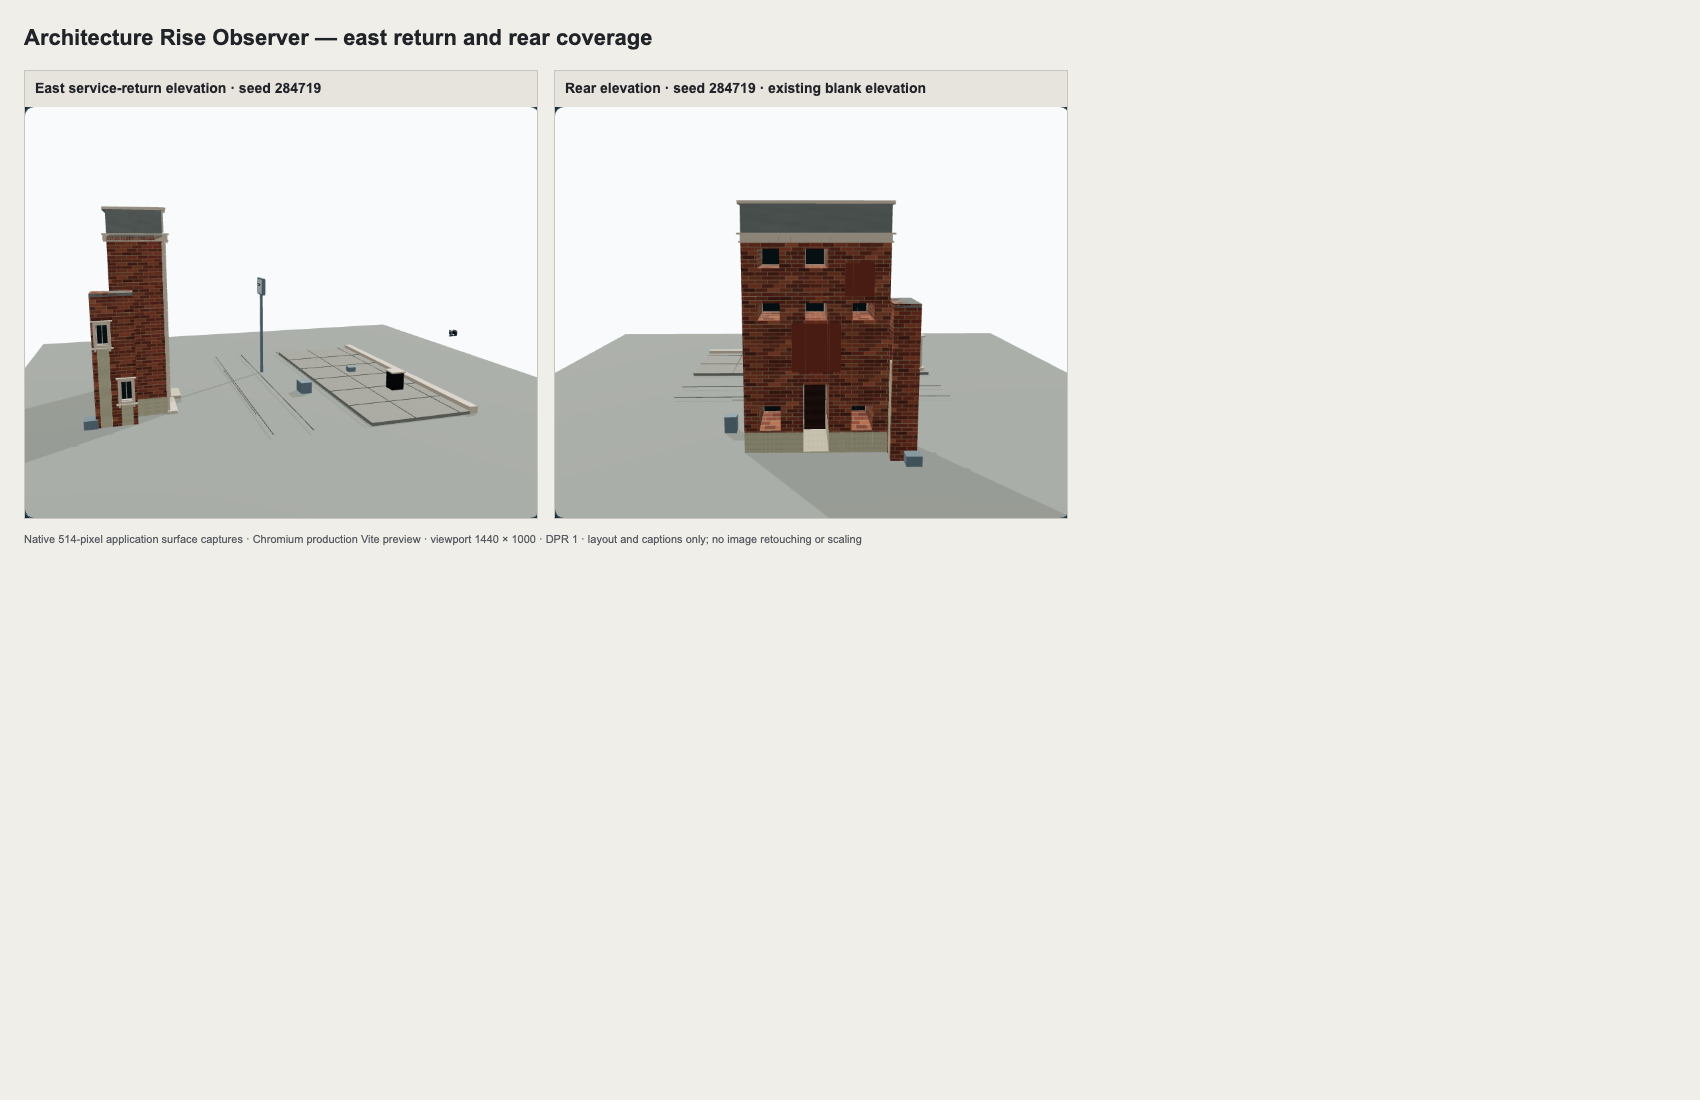 Architecture Rise Observer — east return and rear coverage
East service-return elevation · seed 284719
Rear elevation · seed 284719 · existing blank elevation
Native 514-pixel application surface captures · Chromium production Vite preview · viewport 1440 × 1000 · DPR 1 · layout and captions only; no image retouching or scaling